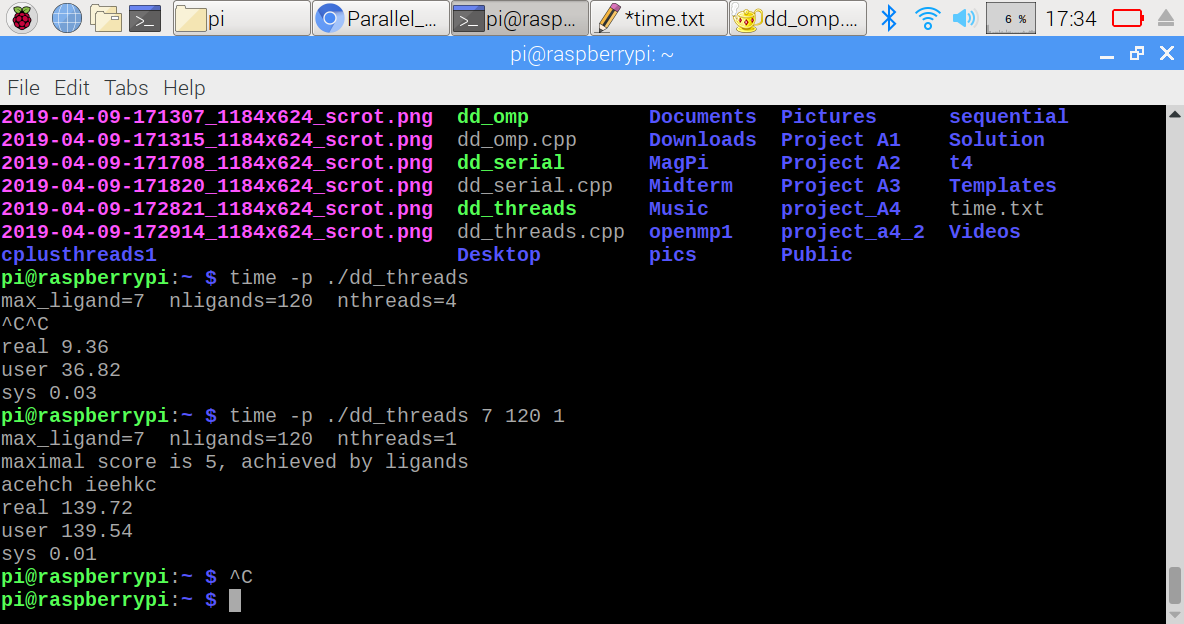 pi
Parallel_...
pi@rasp...
*time.txt
dd_omp....
6 %
17:34
pi@raspberrypi: ~
File Edit Tabs Help
2019-04-09-171307_1184x624_scrot.png dd_omp Documents Pictures sequential
2019-04-09-171315_1184x624_scrot.png dd_omp.cpp Downloads Project A1 Solution
2019-04-09-171708_1184x624_scrot.png dd_serial MagPi Project A2 t4
2019-04-09-171820_1184x624_scrot.png dd_serial.cpp Midterm Project A3 Templates
2019-04-09-172821_1184x624_scrot.png dd_threads Music project_A4 time.txt
2019-04-09-172914_1184x624_scrot.png dd_threads.cpp openmp1 project_a4_2 Videos
cplusthreads1 Desktop pics Public
pi@raspberrypi:~ $ time -p ./dd_threads
max_ligand=7 nligands=120 nthreads=4
^C^C
real 9.36
user 36.82
sys 0.03
pi@raspberrypi:~ $ time -p ./dd_threads 7 120 1
max_ligand=7 nligands=120 nthreads=1
maximal score is 5, achieved by ligands
acehch ieehkc
real 139.72
user 139.54
sys 0.01
pi@raspberrypi:~ $ ^C
pi@raspberrypi:~ $